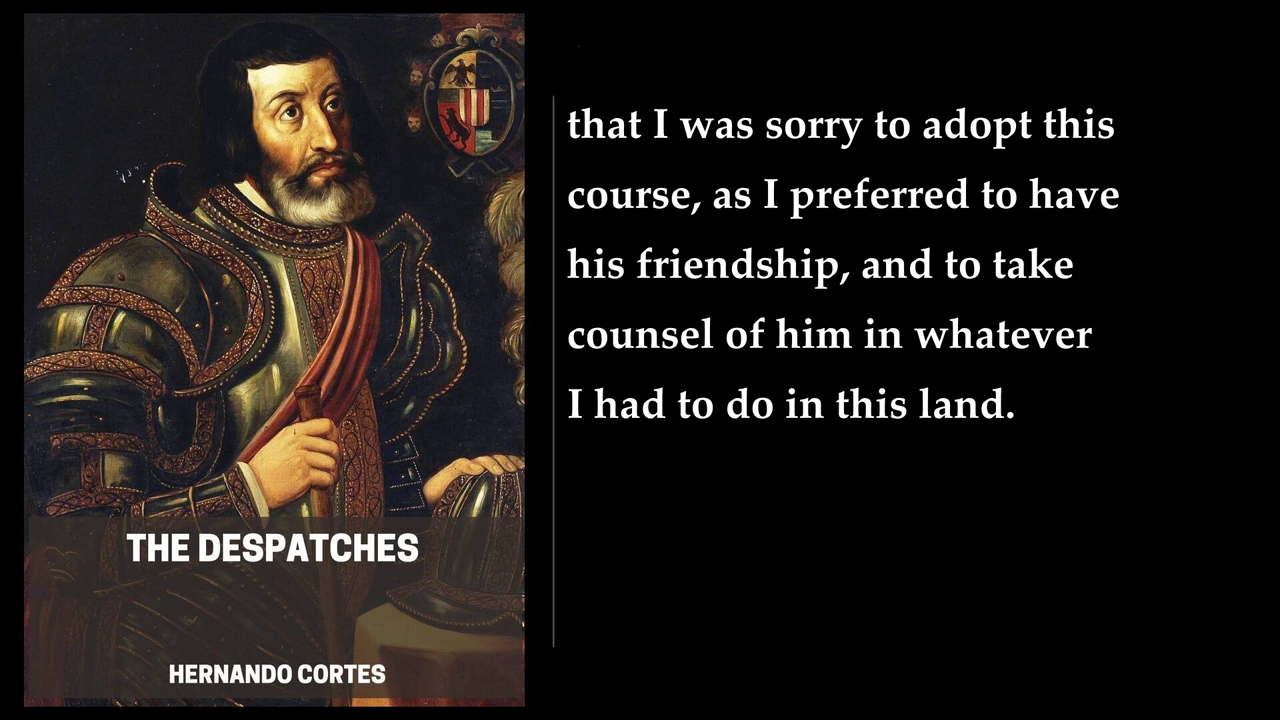 that I was sorry to adopt this
course, as I preferred to have
his friendship, and to take
counsel of him in whatever
I had to do in this land.
THE DESPATCHES
HERNANDO CORTES